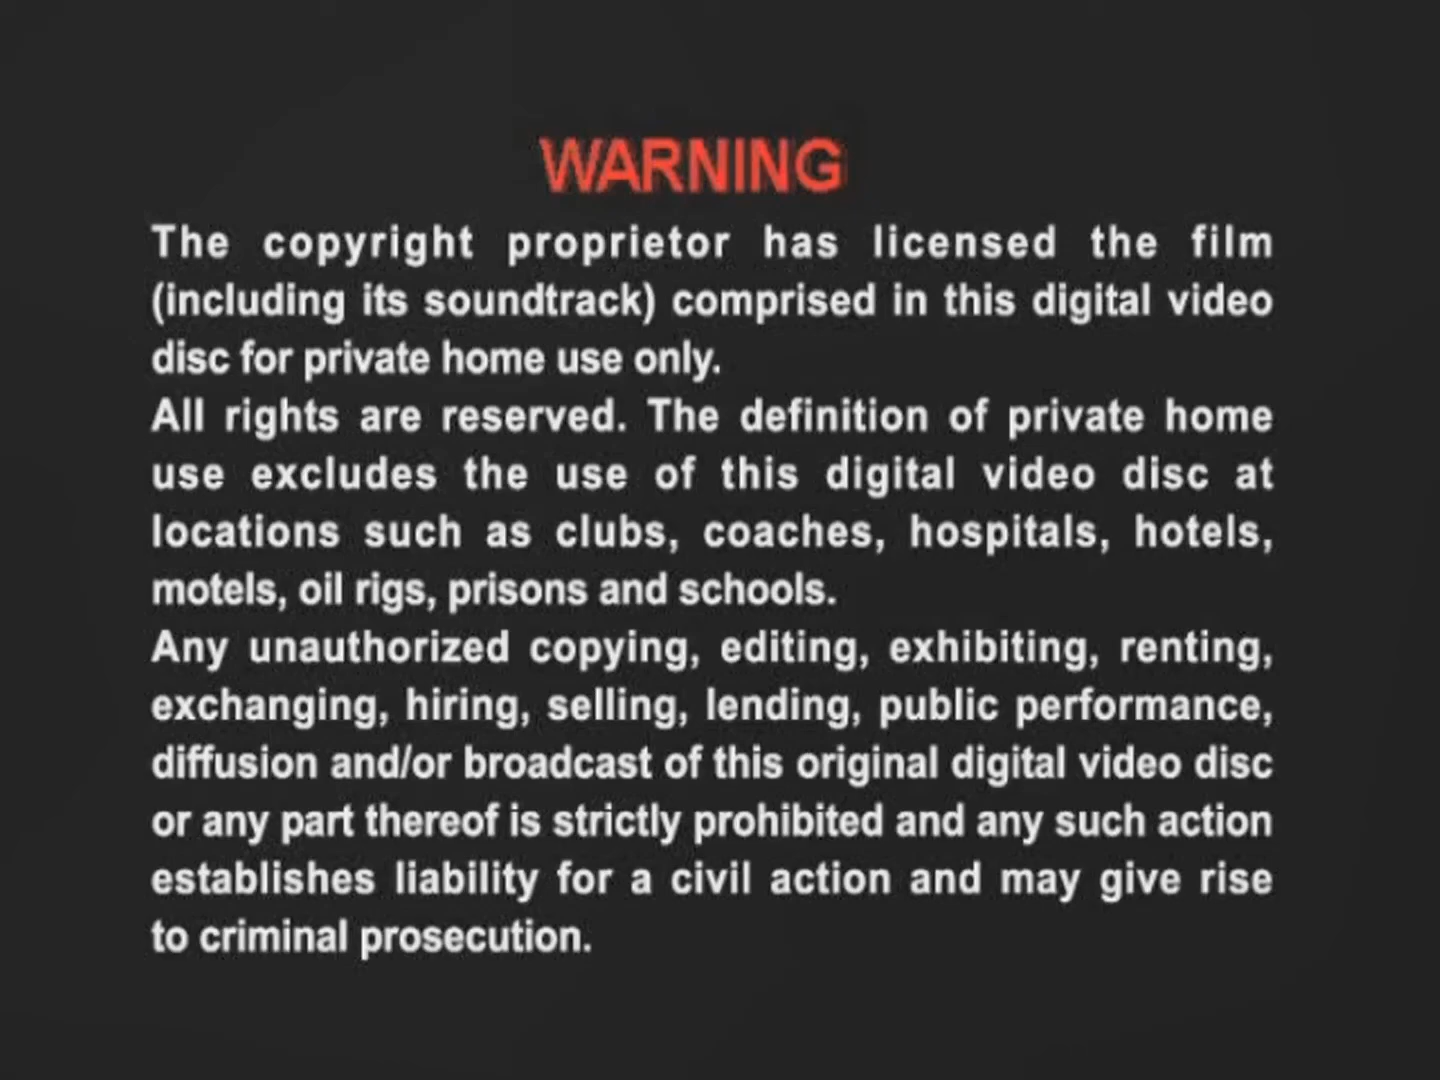 WARNING
The copyright proprietor has licensed the film
(including its soundtrack) comprised in this digital video
disc for private home use only.
All rights are reserved. The definition of private home
use excludes the use of this digital video disc at
locations such as clubs, coaches, hospitals, hotels,
motels, oil rigs, prisons and schools.
Any unauthorized copying, editing, exhibiting, renting,
exchanging, hiring, selling, lending, public performance,
diffusion and/or broadcast of this original digital video disc
or any part thereof is strictly prohibited and any such action
establishes liability for a civil action and may give rise
to criminal prosecution.